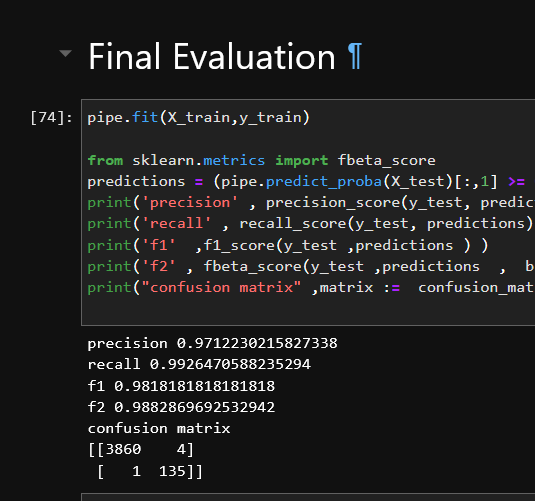 Final Evaluation ¶
[74]:
pipe.fit(X_train,y_train)
from sklearn.metrics import fbeta_score
predictions = (pipe.predict_proba(X_test)[:,1] >=
print('precision' , precision_score(y_test, predic
print('recall' , recall_score(y_test, predictions)
print('f1'  ,f1_score(y_test ,predictions ) )
print('f2' , fbeta_score(y_test ,predictions  ,  b
print("confusion matrix" ,matrix :=  confusion_mat
precision 0.9712230215827338
recall 0.9926470588235294
f1 0.9818181818181818
f2 0.9882869692532942
confusion matrix
[[3860    4]
 [   1  135]]